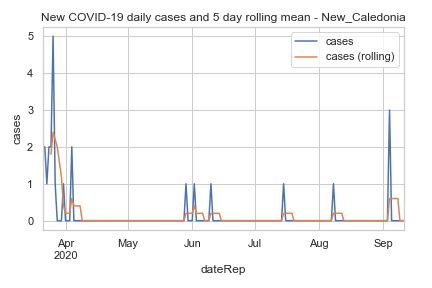 New COVID-19 daily cases and 5 day rolling mean - New_Caledonia
cases
cases (rolling)
5
4
3
2
1
0
cases
Apr
2020
May
Jun
Jul
Aug
Sep
dateRep